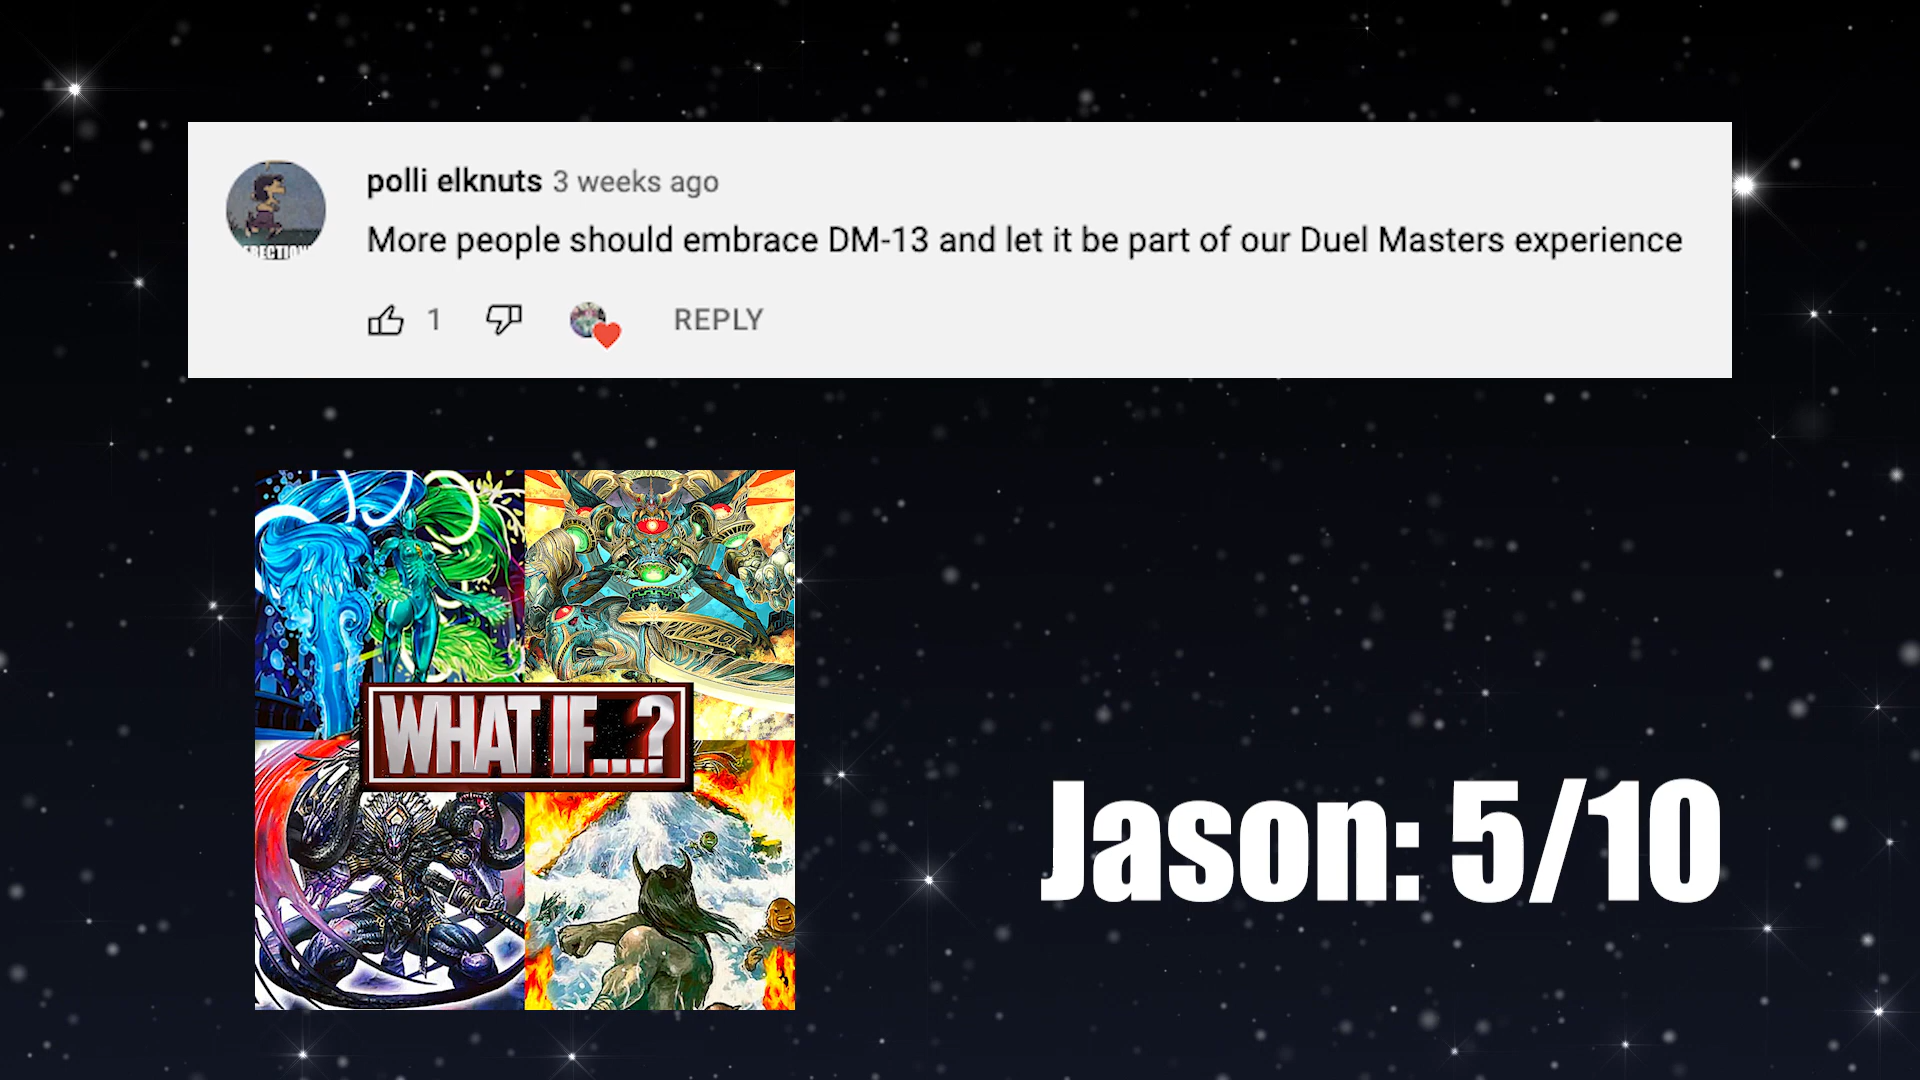 polli elknuts 3 weeks ago
More people should embrace DM-13 and let it be part of our Duel Masters experience
1 REPLY
WHAT IF...?
Jason: 5/10